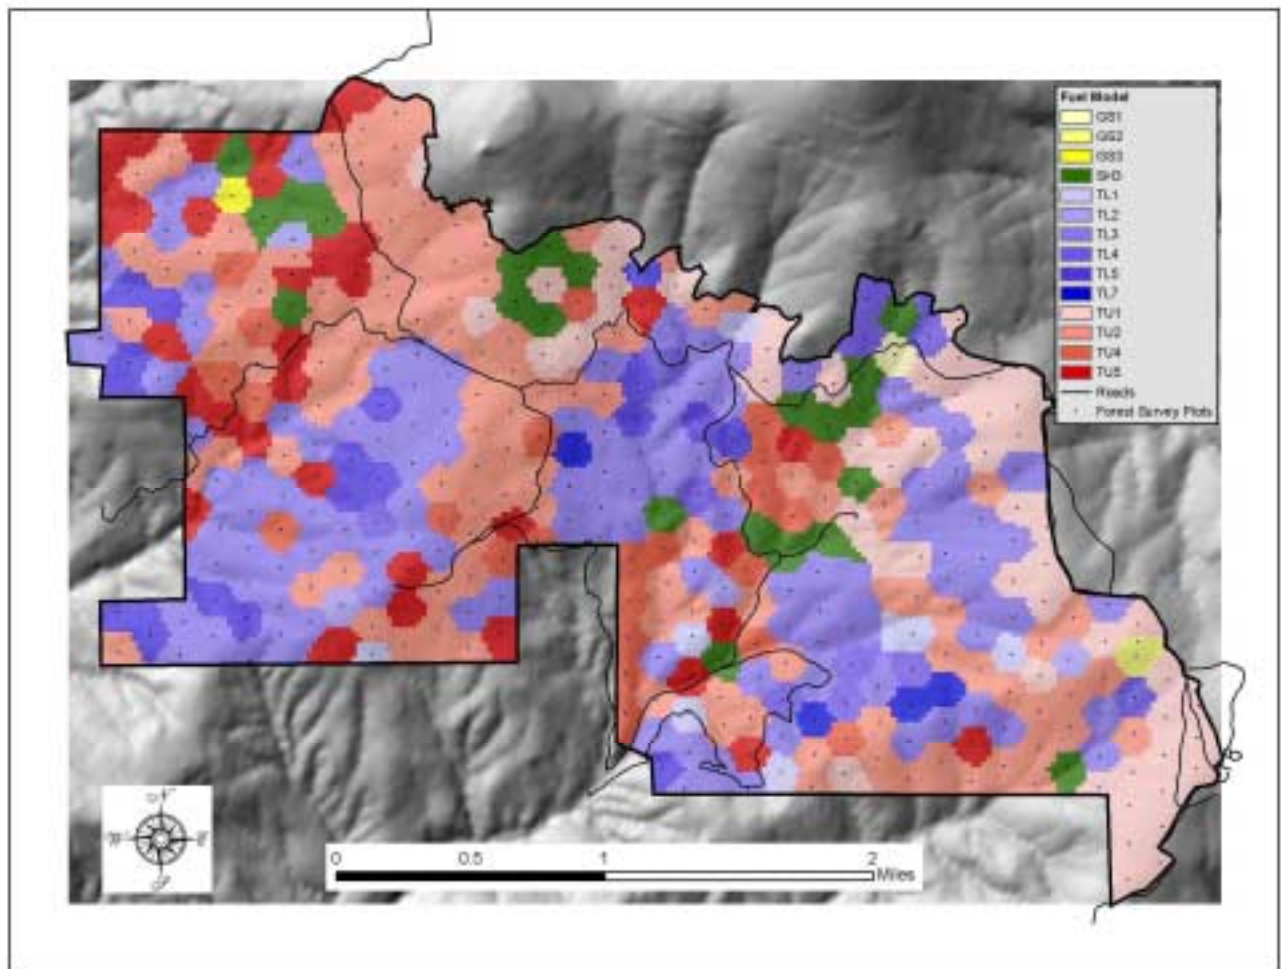 Fuel Model
GS1
GS2
GS3
SH3
TL1
TL2
TL3
TL4
TL5
TL7
TU1
TU2
TU4
TU5
Roads
Forest Survey Plots
0 0.5 1 2
Miles